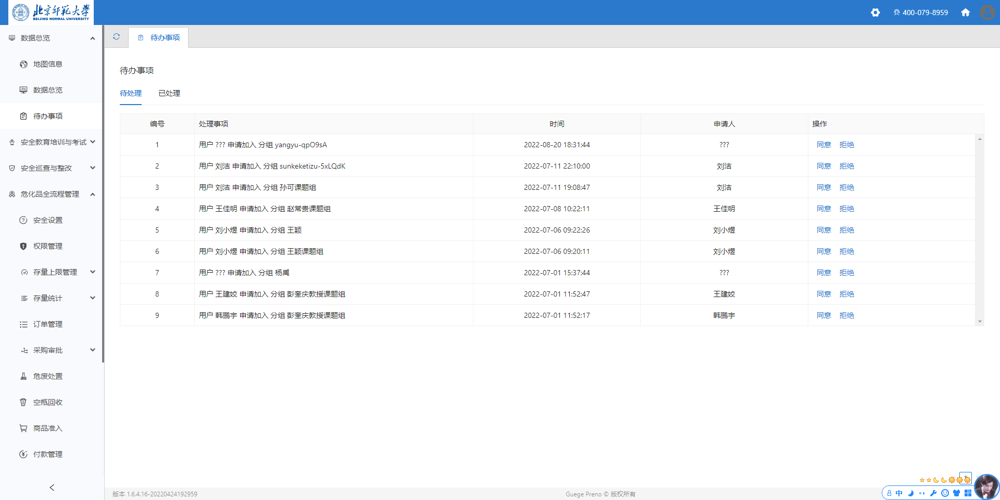 北京师范大学
BEIJING NORMAL UNIVERSITY
400-079-8959
数据总览
地图信息
数据总览
待办事项
安全教育培训与考试
安全巡查与整改
危化品全流程管理
安全设置
权限管理
存量上限管理
存量统计
订单管理
采购审批
危废处置
空瓶回收
商品准入
付款管理
待办事项
待办事项
待处理 已处理
编号 处理事项 时间 申请人 操作
1 用户 ??? 申请加入 分组 yangyu-qpO9sA 2022-08-20 18:31:44 ??? 同意 拒绝
2 用户 刘洁 申请加入 分组 sunkeketizu-5xLQdK 2022-07-11 22:10:00 刘洁 同意 拒绝
3 用户 刘洁 申请加入 分组 孙可课题组 2022-07-11 19:08:47 刘洁 同意 拒绝
4 用户 王佳明 申请加入 分组 赵常贵课题组 2022-07-08 10:22:11 王佳明 同意 拒绝
5 用户 刘小煜 申请加入 分组 王颖 2022-07-06 09:22:26 刘小煜 同意 拒绝
6 用户 刘小煜 申请加入 分组 王颖课题组 2022-07-06 09:20:11 刘小煜 同意 拒绝
7 用户 ??? 申请加入 分组 杨禹 2022-07-01 15:37:44 ??? 同意 拒绝
8 用户 王建姣 申请加入 分组 彭奎庆教授课题组 2022-07-01 11:52:47 王建姣 同意 拒绝
9 用户 韩鹏宇 申请加入 分组 彭奎庆教授课题组 2022-07-01 11:52:17 韩鹏宇 同意 拒绝
版本 1.6.4.16-20220424192959
Guege Preno © 版权所有
中